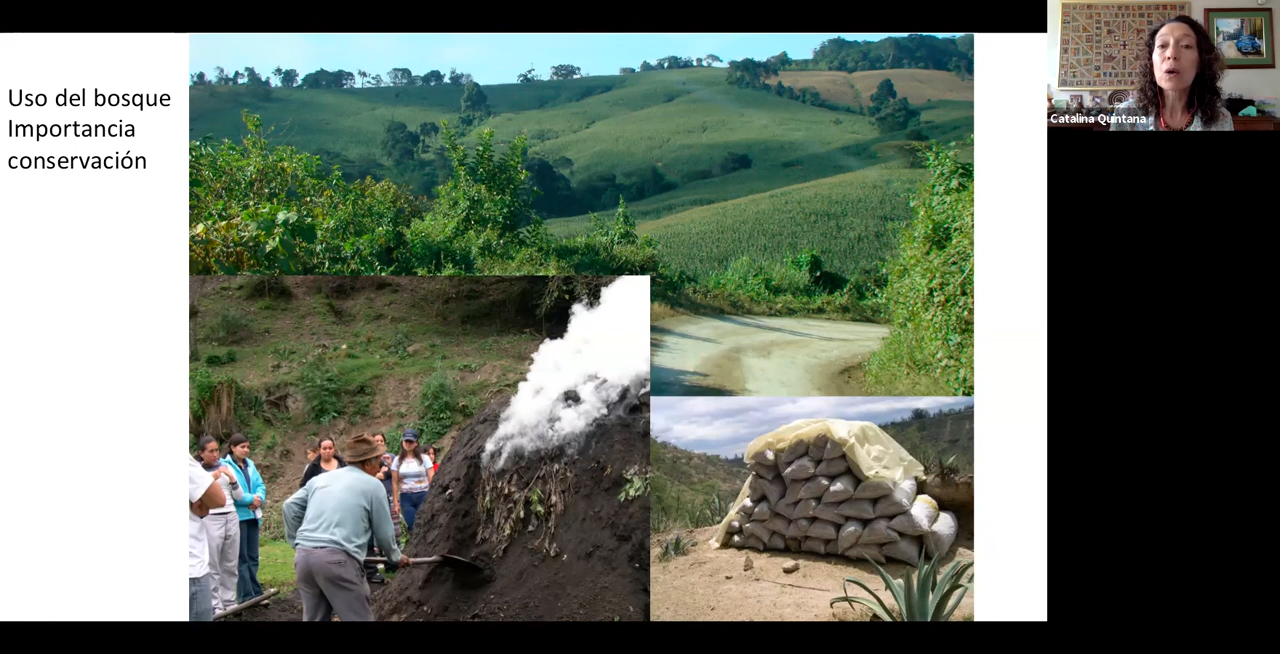 Uso del bosque
Importancia
conservación
Catalina Quintana